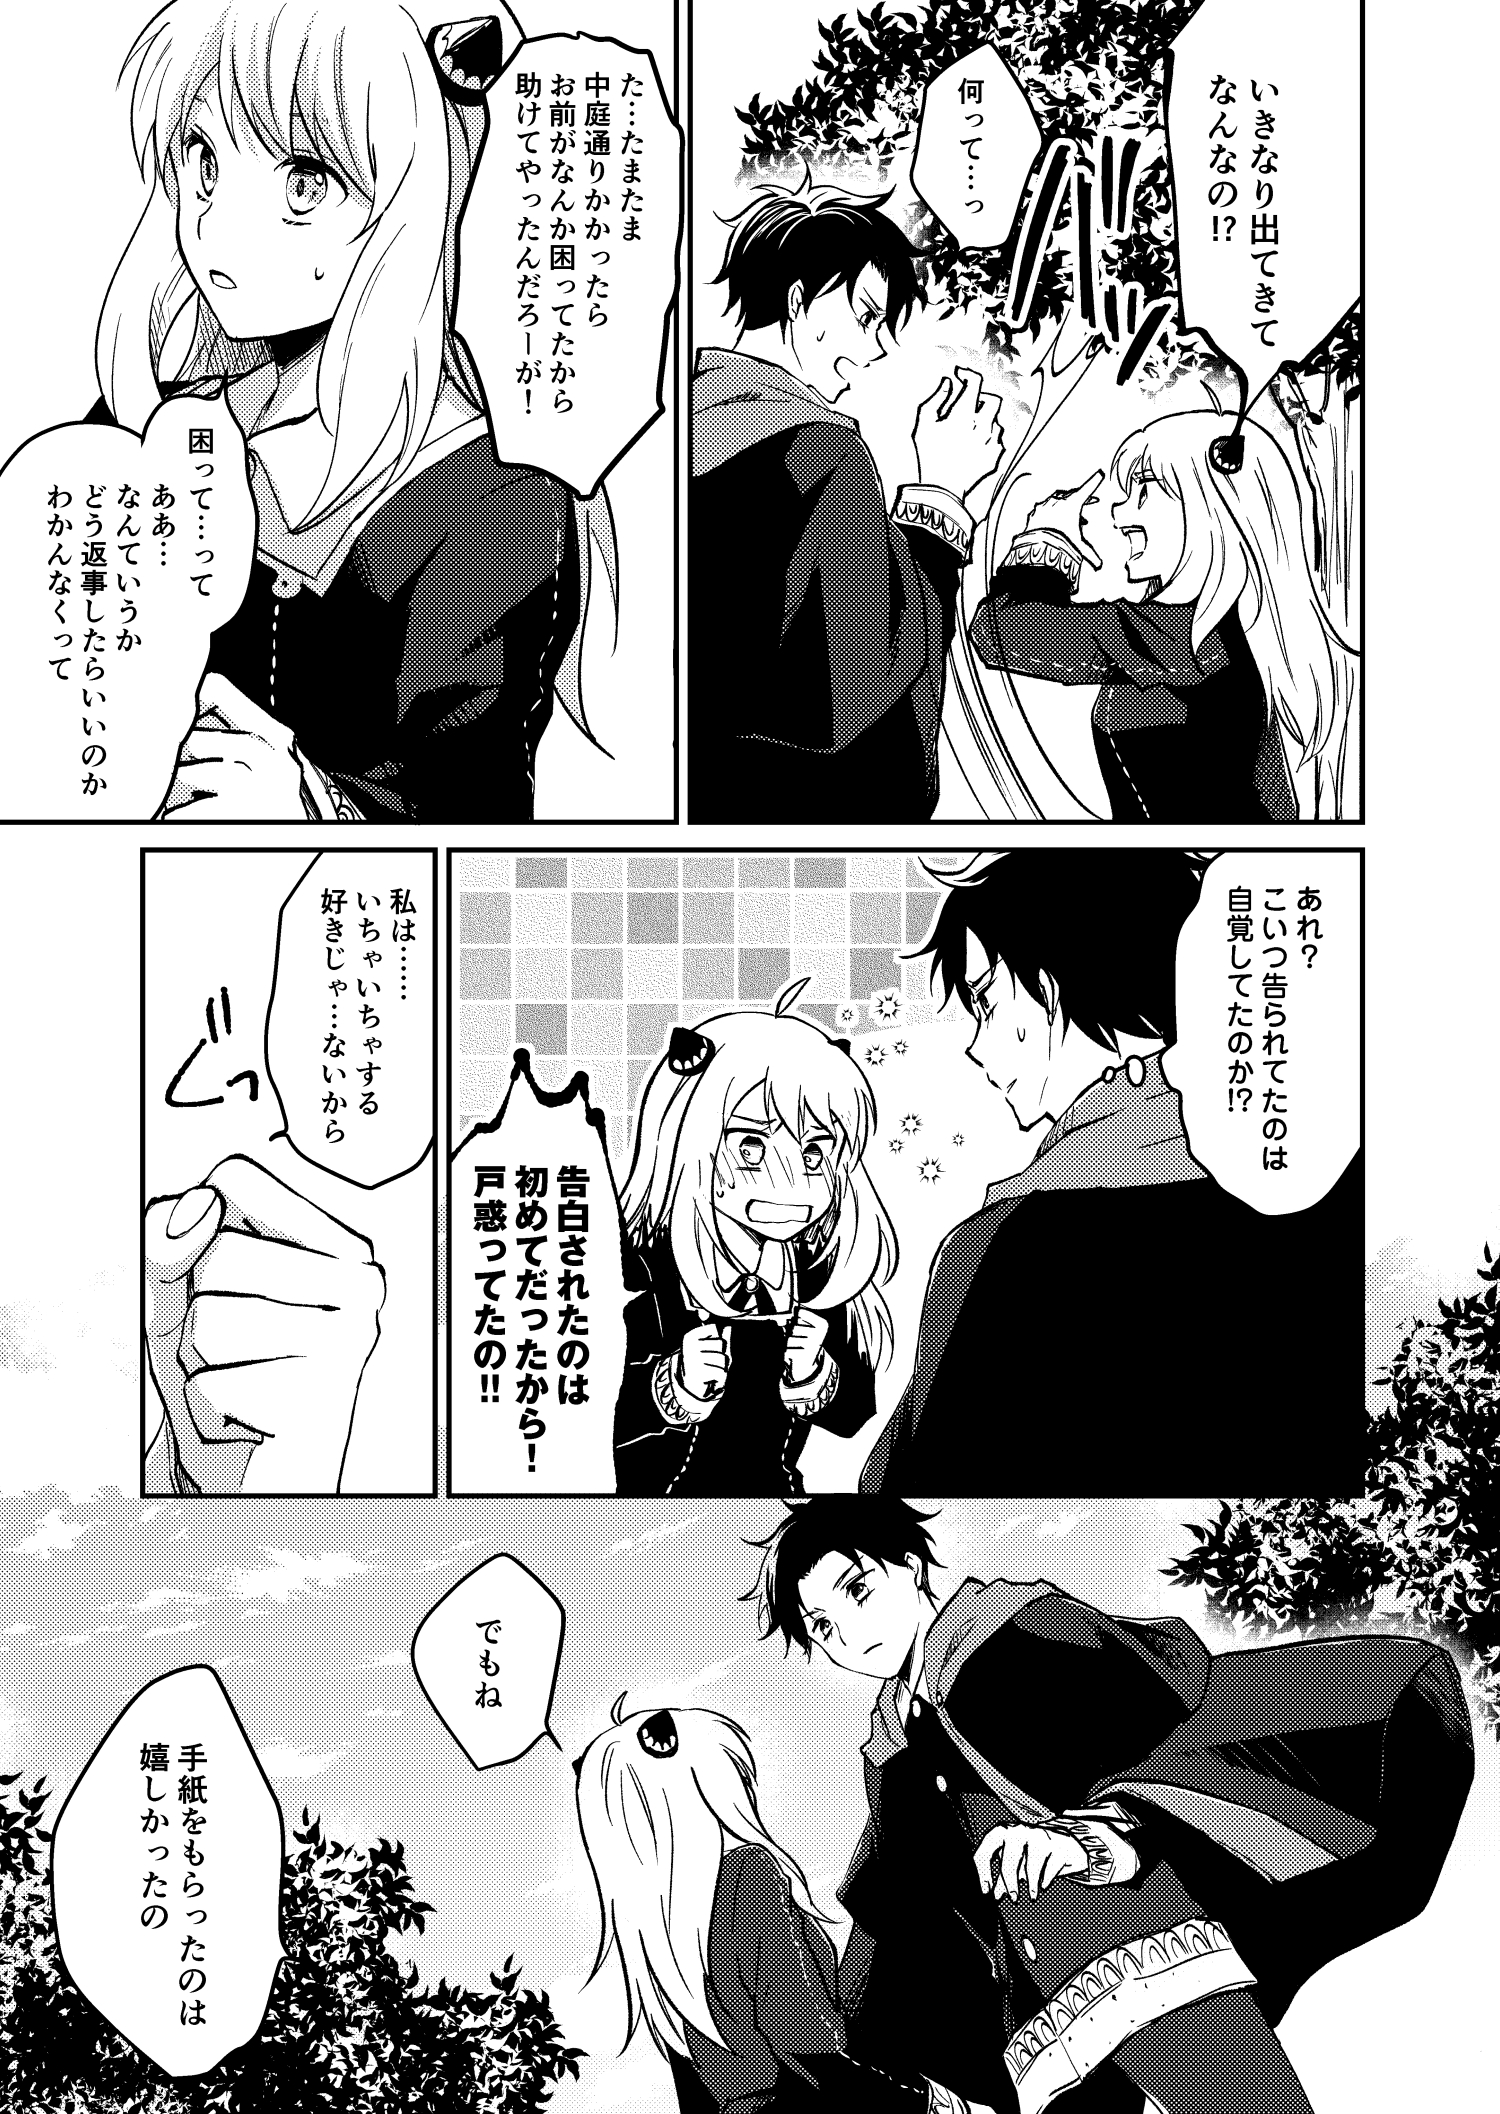 いきなり出てきて
なんなの!?
何って…っ
た…たまたま
中庭通りかかったら
お前がなんか困ってたから
助けてやったんだろーが!
困って…って
ああ…
なんていうか
どう返事したらいいのか
わかんなくって
あれ?
こいつ告られてたのは
自覚してたのか!?
告白されたのは
初めてだったから!
戸惑ってたの!!
私は……
いちゃいちゃする
好きじゃ…ないから
ぐっ
でもね
手紙をもらったのは
嬉しかったの